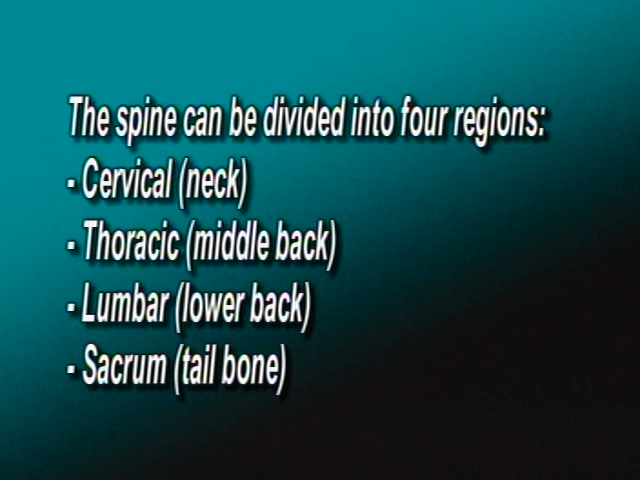 The spine can be divided into four regions:
- Cervical (neck)
- Thoracic (middle back)
- Lumbar (lower back)
- Sacrum (tail bone)